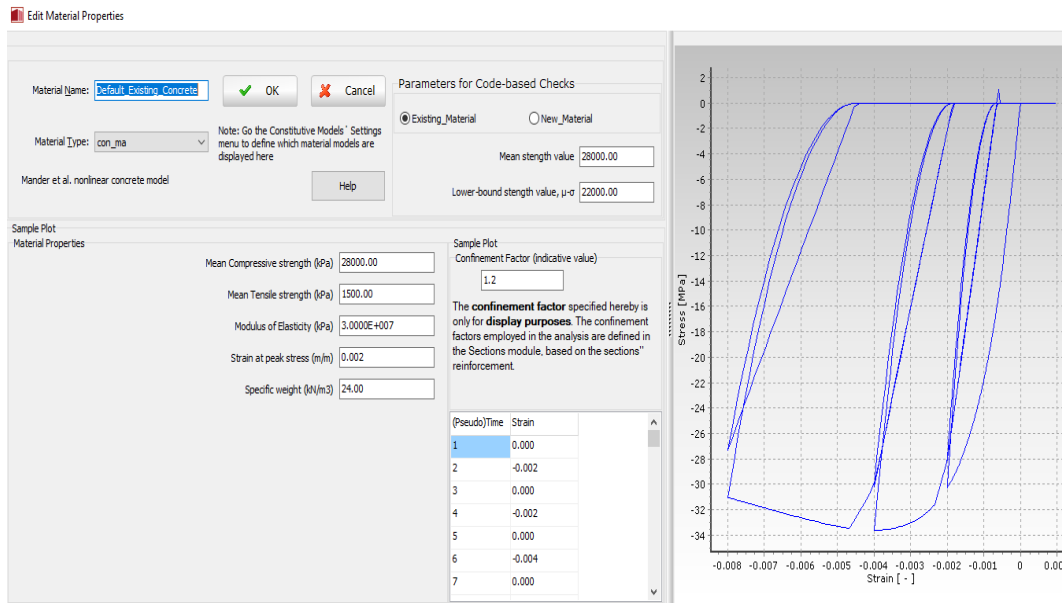 Edit Material Properties
Material Name: Default_Existing_Concrete
OK
Cancel
Material Type: con_ma
Note: Go the Constitutive Models` Settings
menu to define which material models are
displayed here
Mander et al. nonlinear concrete model
Help
Parameters for Code-based Checks
Existing_Material
New_Material
Mean stength value 28000.00
Lower-bound stength value, μ-σ 22000.00
Sample Plot
Material Properties
Mean Compressive strength (kPa) 28000.00
Mean Tensile strength (kPa) 1500.00
Modulus of Elasticity (kPa) 3.0000E+007
Strain at peak stress (m/m) 0.002
Specific weight (kN/m3) 24.00
Sample Plot
Confinement Factor (indicative value)
1.2
The confinement factor specified hereby is
only for display purposes. The confinement
factors employed in the analysis are defined in
the Sections module, based on the sections"
reinforcement.
(Pseudo)Time Strain
1 0.000
2 -0.002
3 0.000
4 -0.002
5 0.000
6 -0.004
7 0.000
Stress [MPa]
2
0
-2
-4
-6
-8
-10
-12
-14
-16
-18
-20
-22
-24
-26
-28
-30
-32
-34
-0.008 -0.007 -0.006 -0.005 -0.004 -0.003 -0.002 -0.001 0
Strain [ - ]